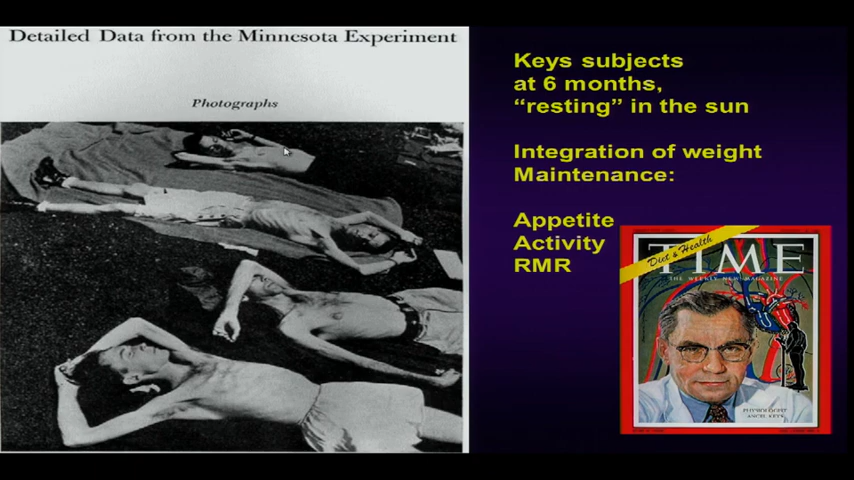 Detailed Data from the Minnesota Experiment
Photographs
Keys subjects
at 6 months,
“resting” in the sun
Integration of weight
Maintenance:
Appetite
Activity
RMR
Diet & Health
TIME
THE WEEKLY NEWSMAGAZINE
PHYSIOLOGIST
ANCEL KEYS